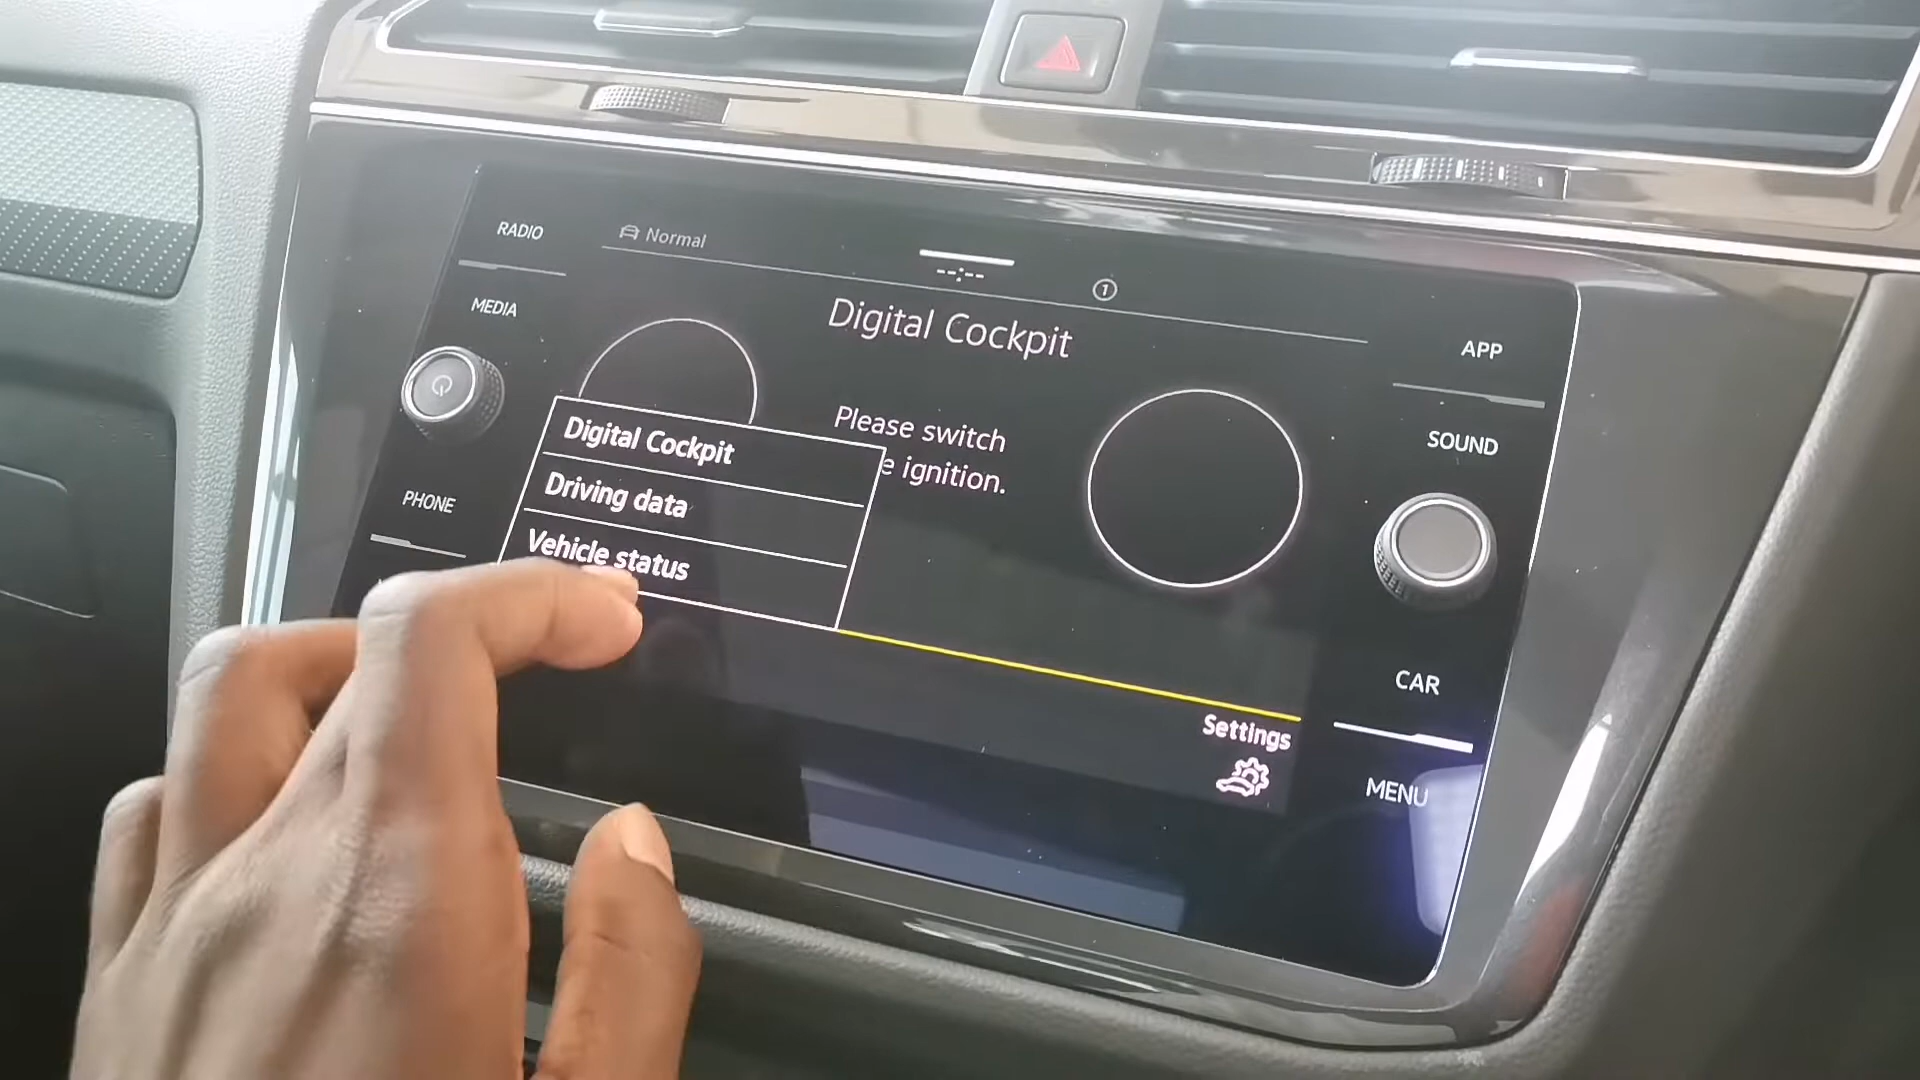 RADIO
Normal
--:--
1
MEDIA
Digital Cockpit
APP
Please switch
e ignition.
SOUND
Digital Cockpit
Driving data
Vehicle status
PHONE
CAR
Settings
MENU